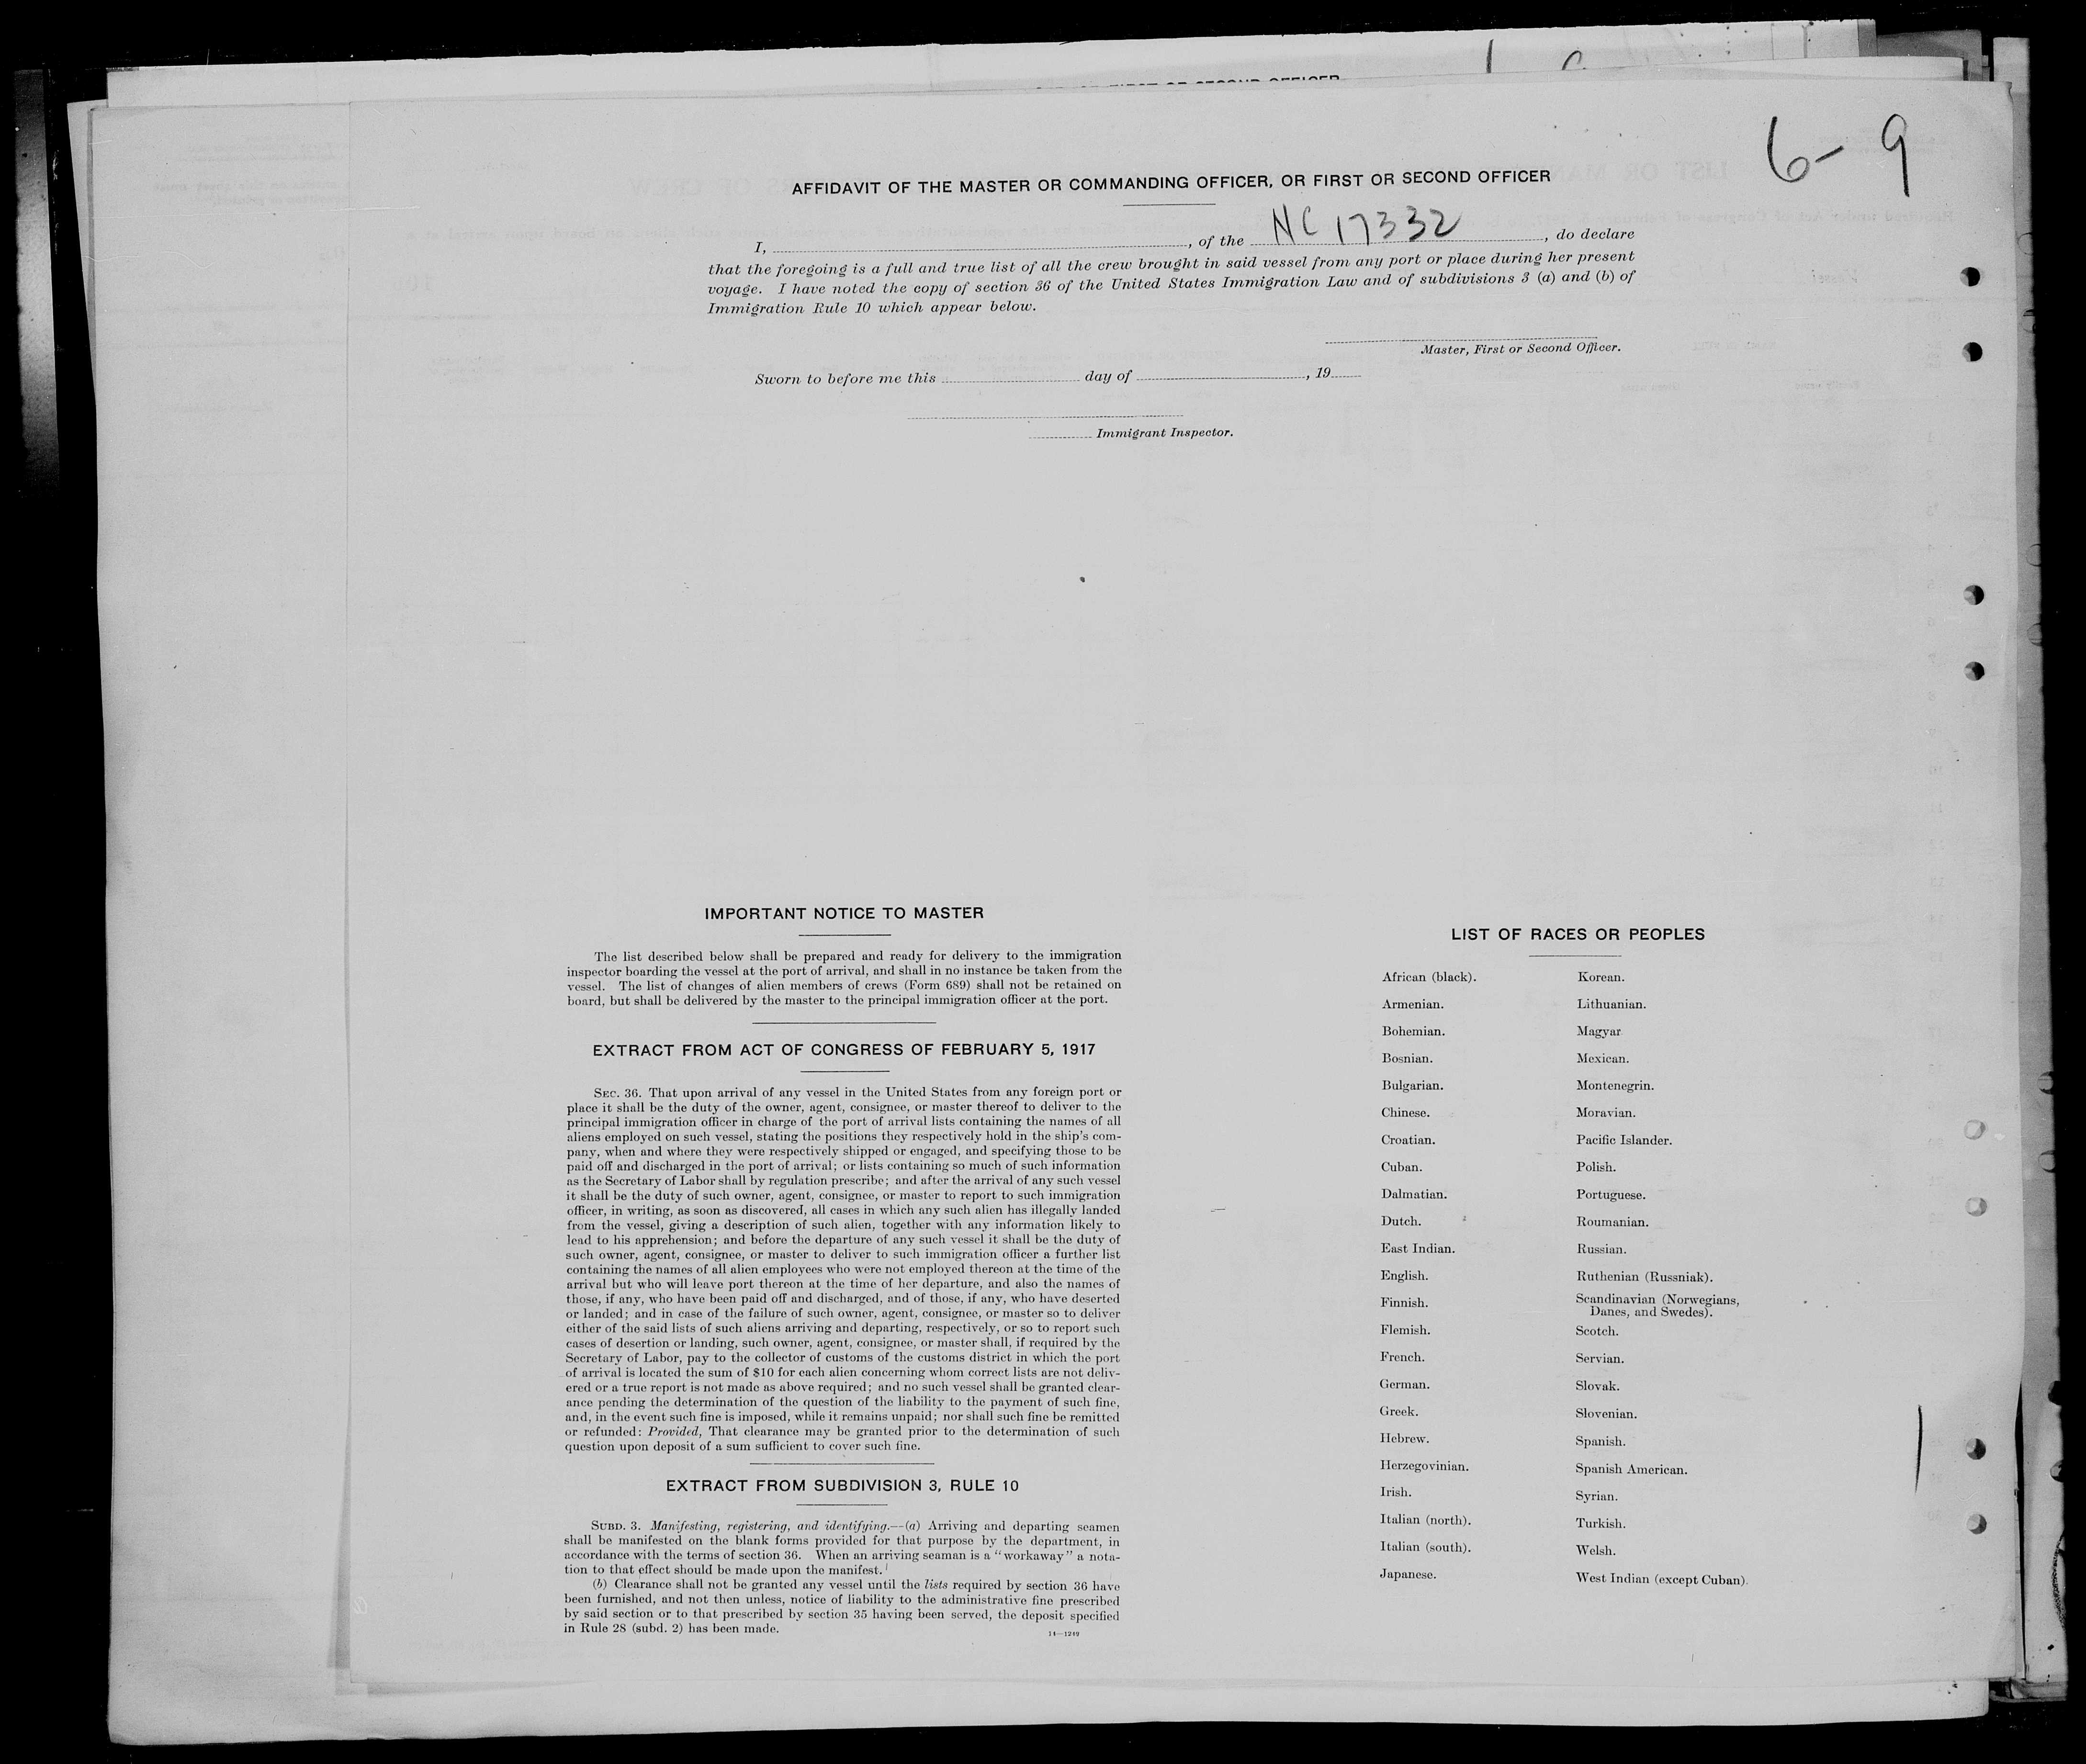 6-9
AFFIDAVIT OF THE MASTER OR COMMANDING OFFICER, OR FIRST OR SECOND OFFICER
I, , of the NC 17332, do declare
that the foregoing is a full and true list of all the crew brought in said vessel from any port or place during her present
voyage. I have noted the copy of section 36 of the United States Immigration Law and of subdivisions 3 (a) and (b) of
Immigration Rule 10 which appear below.
Master, First or Second Officer.
Sworn to before me this day of , 19
Immigrant Inspector.
IMPORTANT NOTICE TO MASTER
The list described below shall be prepared and ready for delivery to the immigration
inspector boarding the vessel at the port of arrival, and shall in no instance be taken from the
vessel. The list of changes of alien members of crews (Form 689) shall not be retained on
board, but shall be delivered by the master to the principal immigration officer at the port.
EXTRACT FROM ACT OF CONGRESS OF FEBRUARY 5, 1917
SEC. 36. That upon arrival of any vessel in the United States from any foreign port or
place it shall be the duty of the owner, agent, consignee, or master thereof to deliver to the
principal immigration officer in charge of the port of arrival lists containing the names of all
aliens employed on such vessel, stating the positions they respectively hold in the ship's com-
pany, when and where they were respectively shipped or engaged, and specifying those to be
paid off and discharged in the port of arrival; or lists containing so much of such information
as the Secretary of Labor shall by regulation prescribe; and after the arrival of any such vessel
it shall be the duty of such owner, agent, consignee, or master to report to such immigration
officer, in writing, as soon as discovered, all cases in which any such alien has illegally landed
from the vessel, giving a description of such alien, together with any information likely to
lead to his apprehension; and before the departure of any such vessel it shall be the duty of
such owner, agent, consignee, or master to deliver to such immigration officer a further list
containing the names of all alien employees who were not employed thereon at the time of the
arrival but who will leave port thereon at the time of her departure, and also the names of
those, if any, who have been paid off and discharged, and of those, if any, who have deserted
or landed; and in case of the failure of such owner, agent, consignee, or master so to deliver
either of the said lists of such aliens arriving and departing, respectively, or so to report such
cases of desertion or landing, such owner, agent, consignee, or master shall, if required by the
Secretary of Labor, pay to the collector of customs of the customs district in which the port
of arrival is located the sum of $10 for each alien concerning whom correct lists are not deliv-
ered or a true report is not made as above required; and no such vessel shall be granted clear-
ance pending the determination of the question of the liability to the payment of such fine,
and, in the event such fine is imposed, while it remains unpaid; nor shall such fine be remitted
or refunded: Provided, That clearance may be granted prior to the determination of such
question upon deposit of a sum sufficient to cover such fine.
EXTRACT FROM SUBDIVISION 3, RULE 10
SUBD. 3. Manifesting, registering, and identifying.—(a) Arriving and departing seamen
shall be manifested on the blank forms provided for that purpose by the department, in
accordance with the terms of section 36. When an arriving seaman is a "workaway" a nota-
tion to that effect should be made upon the manifest.
(b) Clearance shall not be granted any vessel until the lists required by section 36 have
been furnished, and not then unless, notice of liability to the administrative fine prescribed
by said section or to that prescribed by section 35 having been served, the deposit specified
in Rule 28 (subd. 2) has been made.
14—1249
LIST OF RACES OR PEOPLES
African (black).
Armenian.
Bohemian.
Bosnian.
Bulgarian.
Chinese.
Croatian.
Cuban.
Dalmatian.
Dutch.
East Indian.
English.
Finnish.
Flemish.
French.
German.
Greek.
Hebrew.
Herzegovinian.
Irish.
Italian (north).
Italian (south).
Japanese.
Korean.
Lithuanian.
Magyar
Mexican.
Montenegrin.
Moravian.
Pacific Islander.
Polish.
Portuguese.
Roumanian.
Russian.
Ruthenian (Russniak).
Scandinavian (Norwegians,
Danes, and Swedes).
Scotch.
Servian.
Slovak.
Slovenian.
Spanish.
Spanish American.
Syrian.
Turkish.
Welsh.
West Indian (except Cuban).